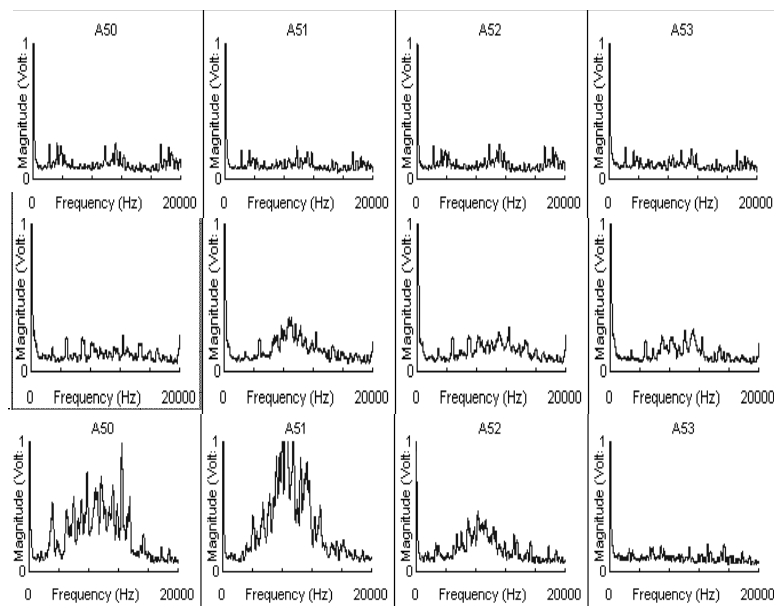 A50 A51 A52 A53
1 1 1 1
Magnitude (Volt: Magnitude (Volt: Magnitude (Volt: Magnitude (Volt:
0 0 0 0
0 Frequency (Hz) 20000 0 Frequency (Hz) 20000 0 Frequency (Hz) 20000 0 Frequency (Hz) 20000
1 1 1 1
Magnitude (Volt: Magnitude (Volt: Magnitude (Volt: Magnitude (Volt:
0 0 0 0
0 Frequency (Hz) 20000 0 Frequency (Hz) 20000 0 Frequency (Hz) 20000 0 Frequency (Hz) 20000
A50 A51 A52 A53
1 1 1 1
Magnitude (Volt: Magnitude (Volt: Magnitude (Volt: Magnitude (Volt:
0 0 0 0
0 Frequency (Hz) 20000 0 Frequency (Hz) 20000 0 Frequency (Hz) 20000 0 Frequency (Hz) 20000